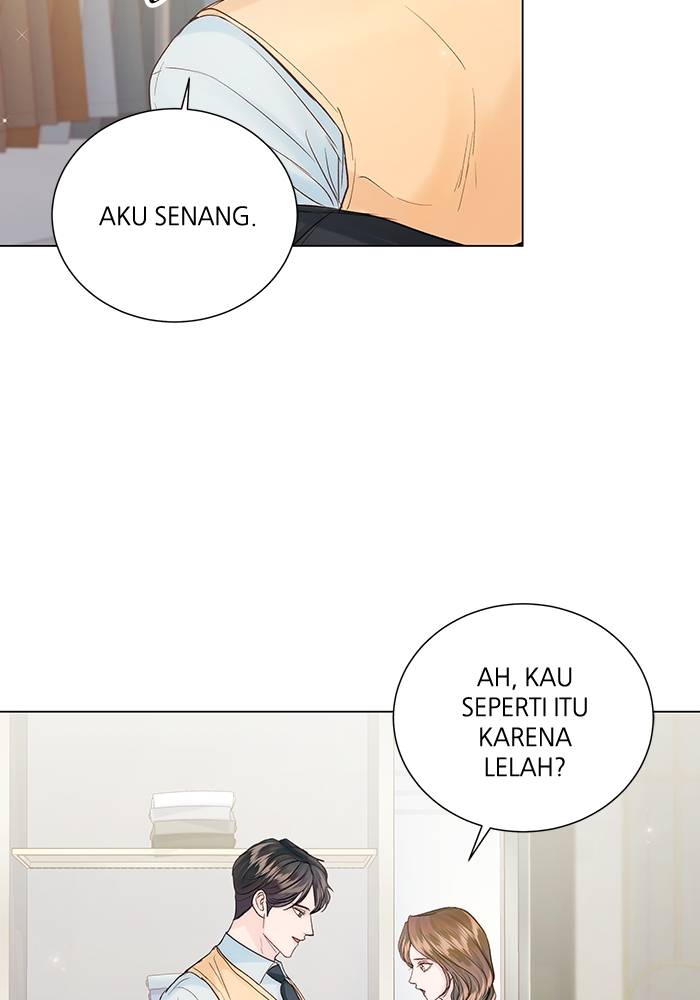 AKU SENANG.
AH, KAU
SEPERTI ITU
KARENA
LELAH?